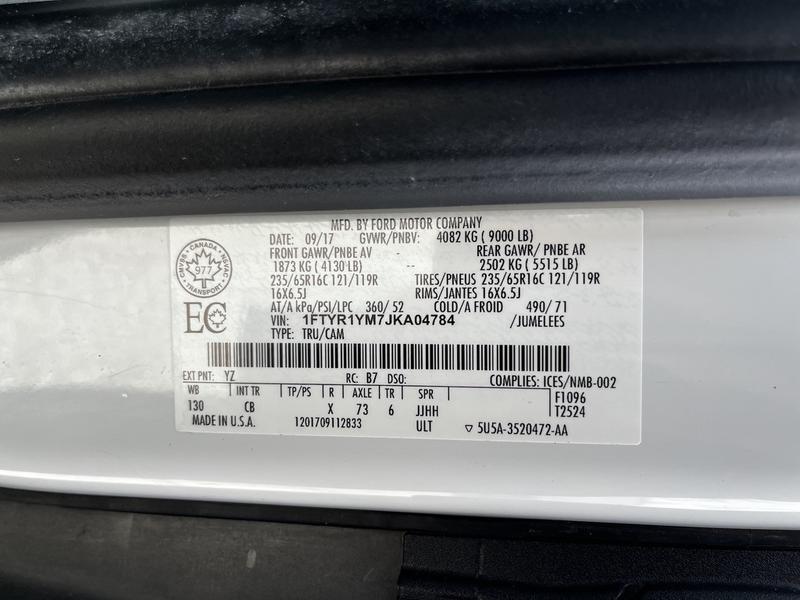 MFD. BY FORD MOTOR COMPANY
DATE: 09/17 GVWR/PNBV: 4082 KG ( 9000 LB)
FRONT GAWR/PNBE AV REAR GAWR/ PNBE AR
1873 KG ( 4130 LB) 2502 KG ( 5515 LB)
235/65R16C 121/119R TIRES/PNEUS 235/65R16C 121/119R
16X6.5J RIMS/JANTES 16X6.5J
AT/A kPa/PSI/LPC 360/ 52 COLD/A FROID 490/ 71
VIN: 1FTYR1YM7JKA04784 /JUMELEES
TYPE: TRU/CAM
CANADA
CMVSS NSVAC
977
TRANSPORT
EC
EXT PNT: YZ RC: B7 DSO: COMPLIES: ICES/NMB-002
WB INT TR TP/PS R AXLE TR SPR F1096
130 CB X 73 6 JJHH T2524
MADE IN U.S.A. 1201709112833 ULT ▽ 5U5A-3520472-AA